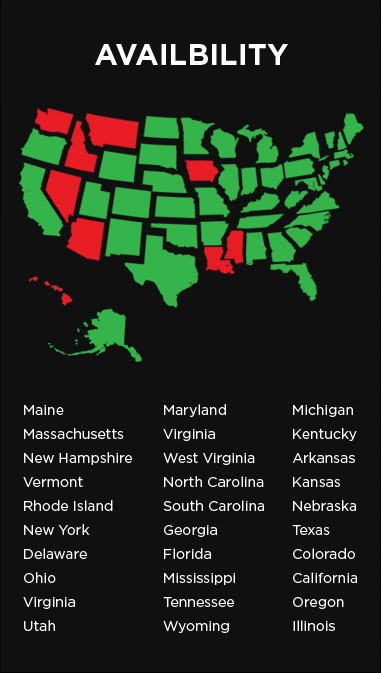 AVAILBILITY
Maine
Massachusetts
New Hampshire
Vermont
Rhode Island
New York
Delaware
Ohio
Virginia
Utah
Maryland
Virginia
West Virginia
North Carolina
South Carolina
Georgia
Florida
Mississippi
Tennessee
Wyoming
Michigan
Kentucky
Arkansas
Kansas
Nebraska
Texas
Colorado
California
Oregon
Illinois